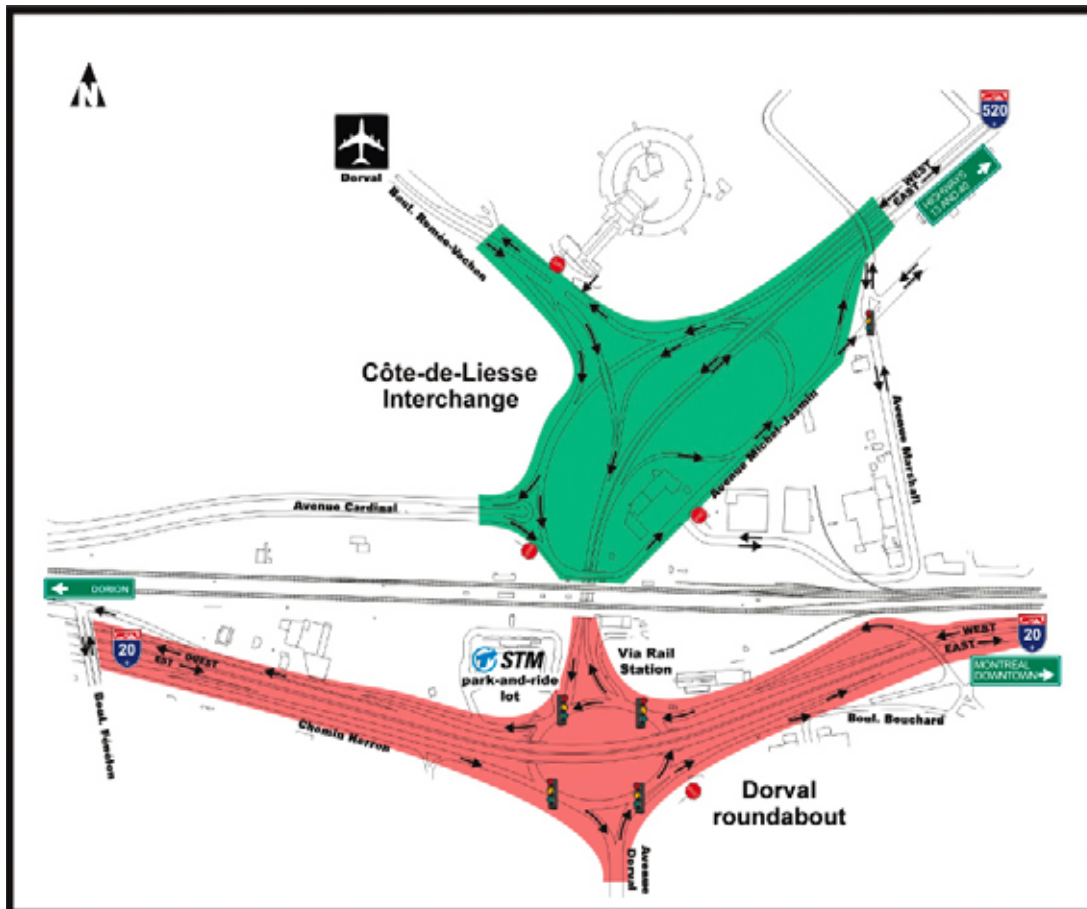 N
520
Dorval
WEST
EAST
HIGHWAYS
13 AND 40
Boul. Roméo-Vachon
Côte-de-Liesse
Interchange
Avenue Michel-Jasmin
Avenue Marshall
Avenue Cardinal
DORION
20
WEST
EAST
20
OUEST
EST
STM
park-and-ride
lot
Via Rail
Station
MONTRÉAL
DOWNTOWN
Boul. Bouchard
Boul. Fénelon
Chemin Herron
Dorval
roundabout
Avenue
Dorval